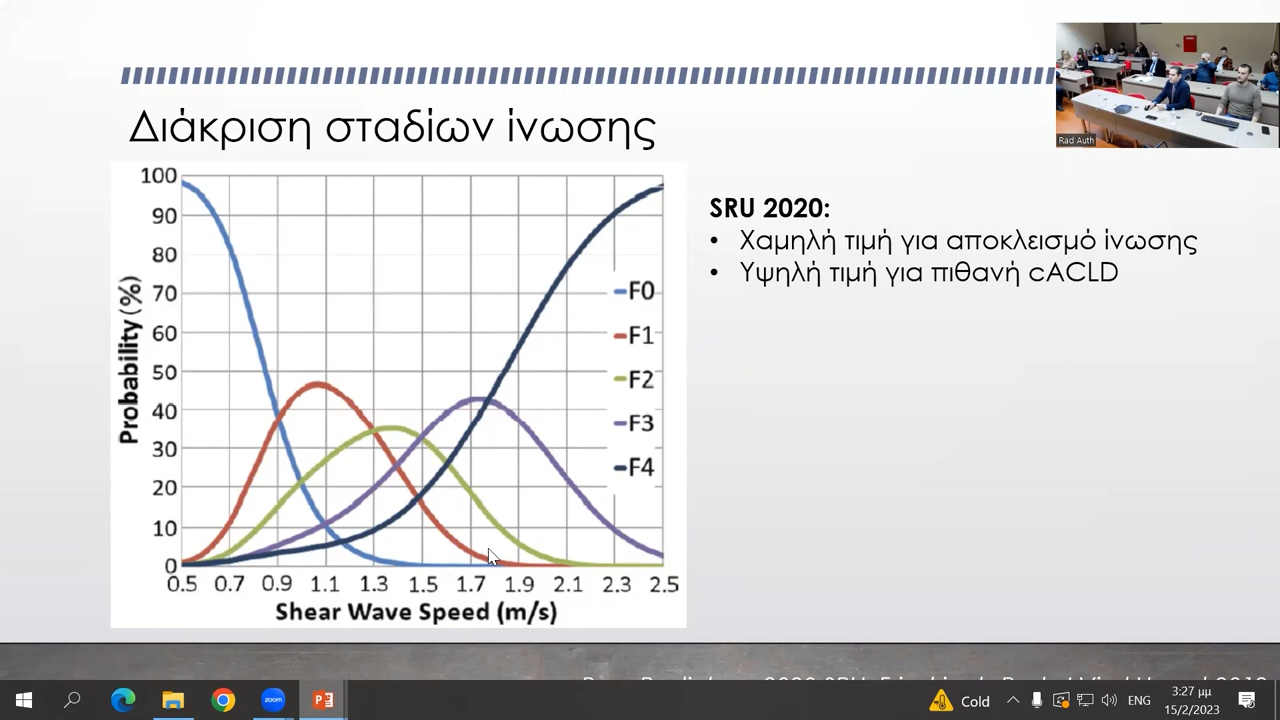 Διάκριση σταδίων ίνωσης
Rad Auth
SRU 2020:
• Χαμηλή τιμή για αποκλεισμό ίνωσης
• Υψηλή τιμή για πιθανή cACLD
Probability (%)
100
90
80
70
60
50
40
30
20
10
0
F0
F1
F2
F3
F4
0.5 0.7 0.9 1.1 1.3 1.5 1.7 1.9 2.1 2.3 2.5
Shear Wave Speed (m/s)
zoom
Cold
ENG
3:27 μμ
15/2/2023